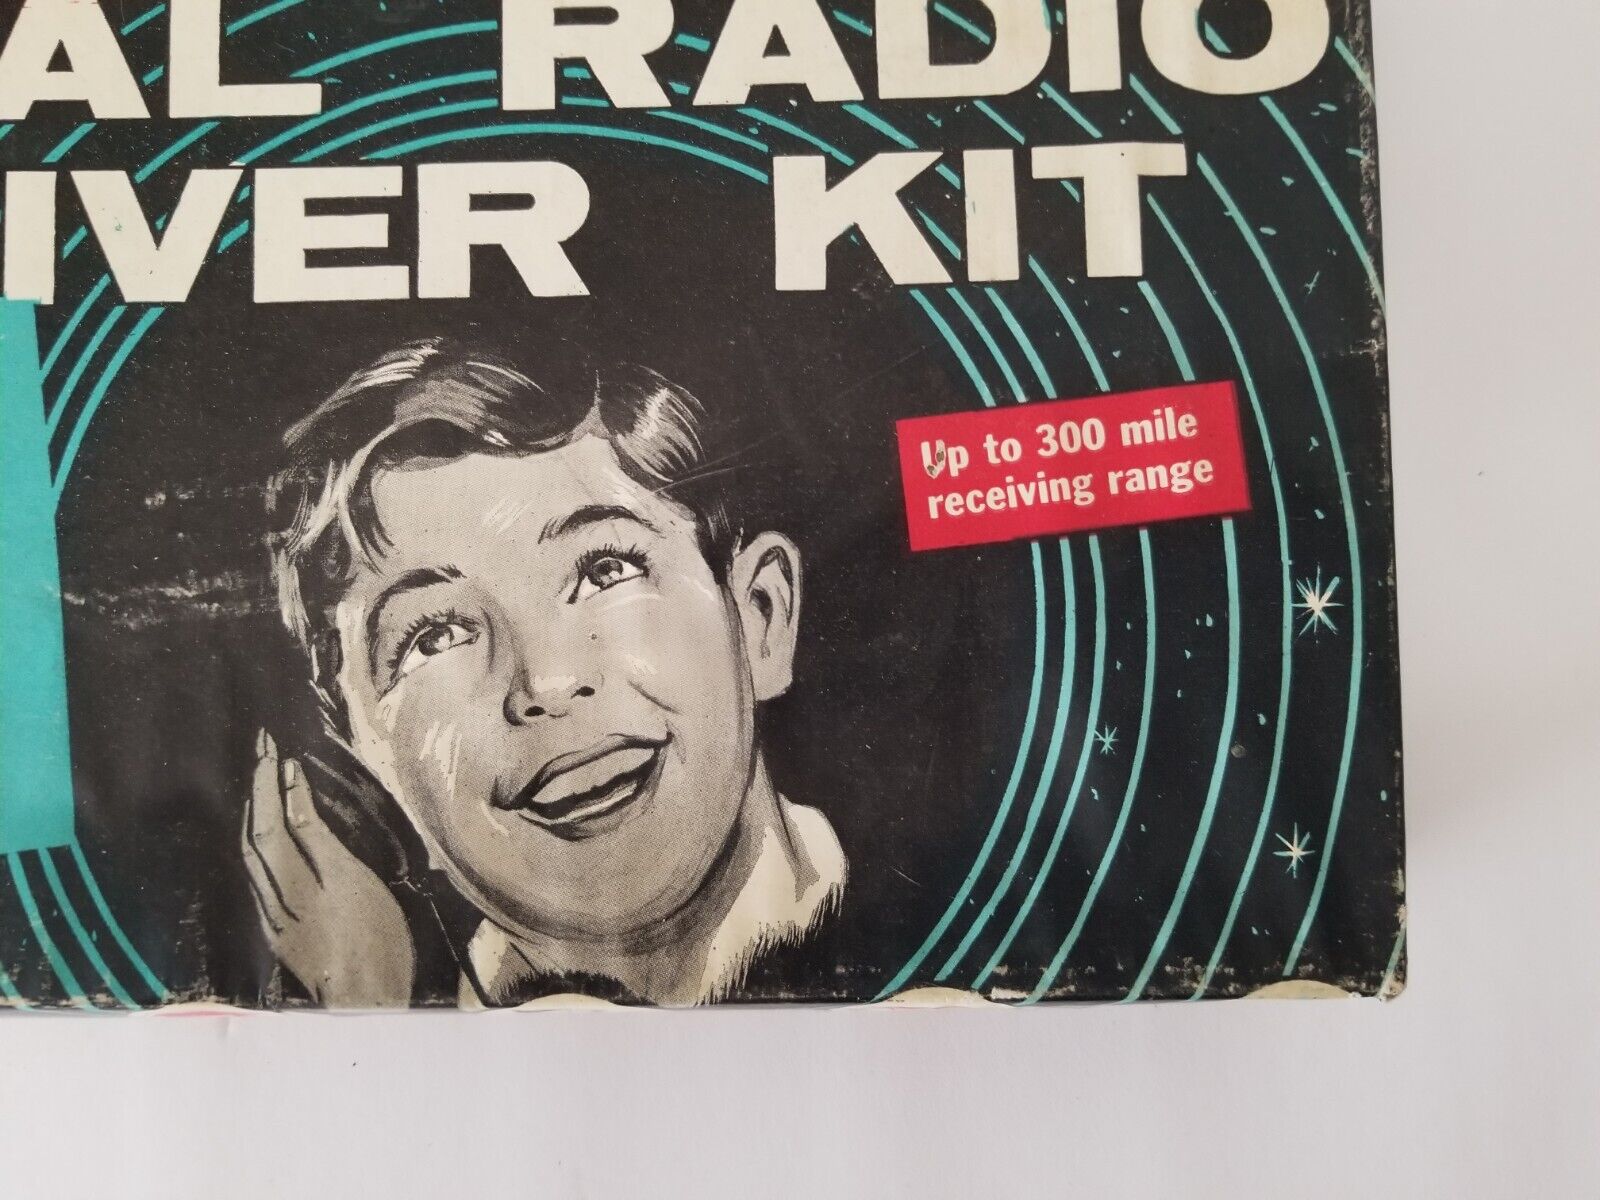 AL RADIO
IVER KIT
Up to 300 mile
receiving range